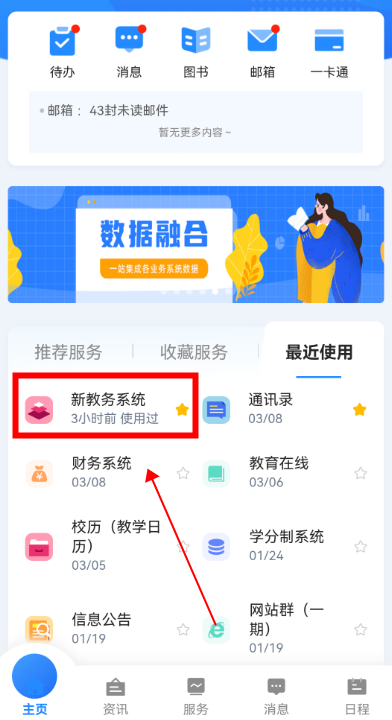 待办 消息 图书 邮箱 一卡通
邮箱： 43封未读邮件
暂无更多内容~
数据融合
一站集成各业务系统数据
推荐服务 收藏服务 最近使用
新教务系统
3小时前 使用过
通讯录
03/08
财务系统
03/08
教育在线
03/06
校历（教学日
历）
03/05
学分制系统
01/24
信息公告
01/19
网站群（一
期）
01/19
主页 资讯 服务 消息 日程